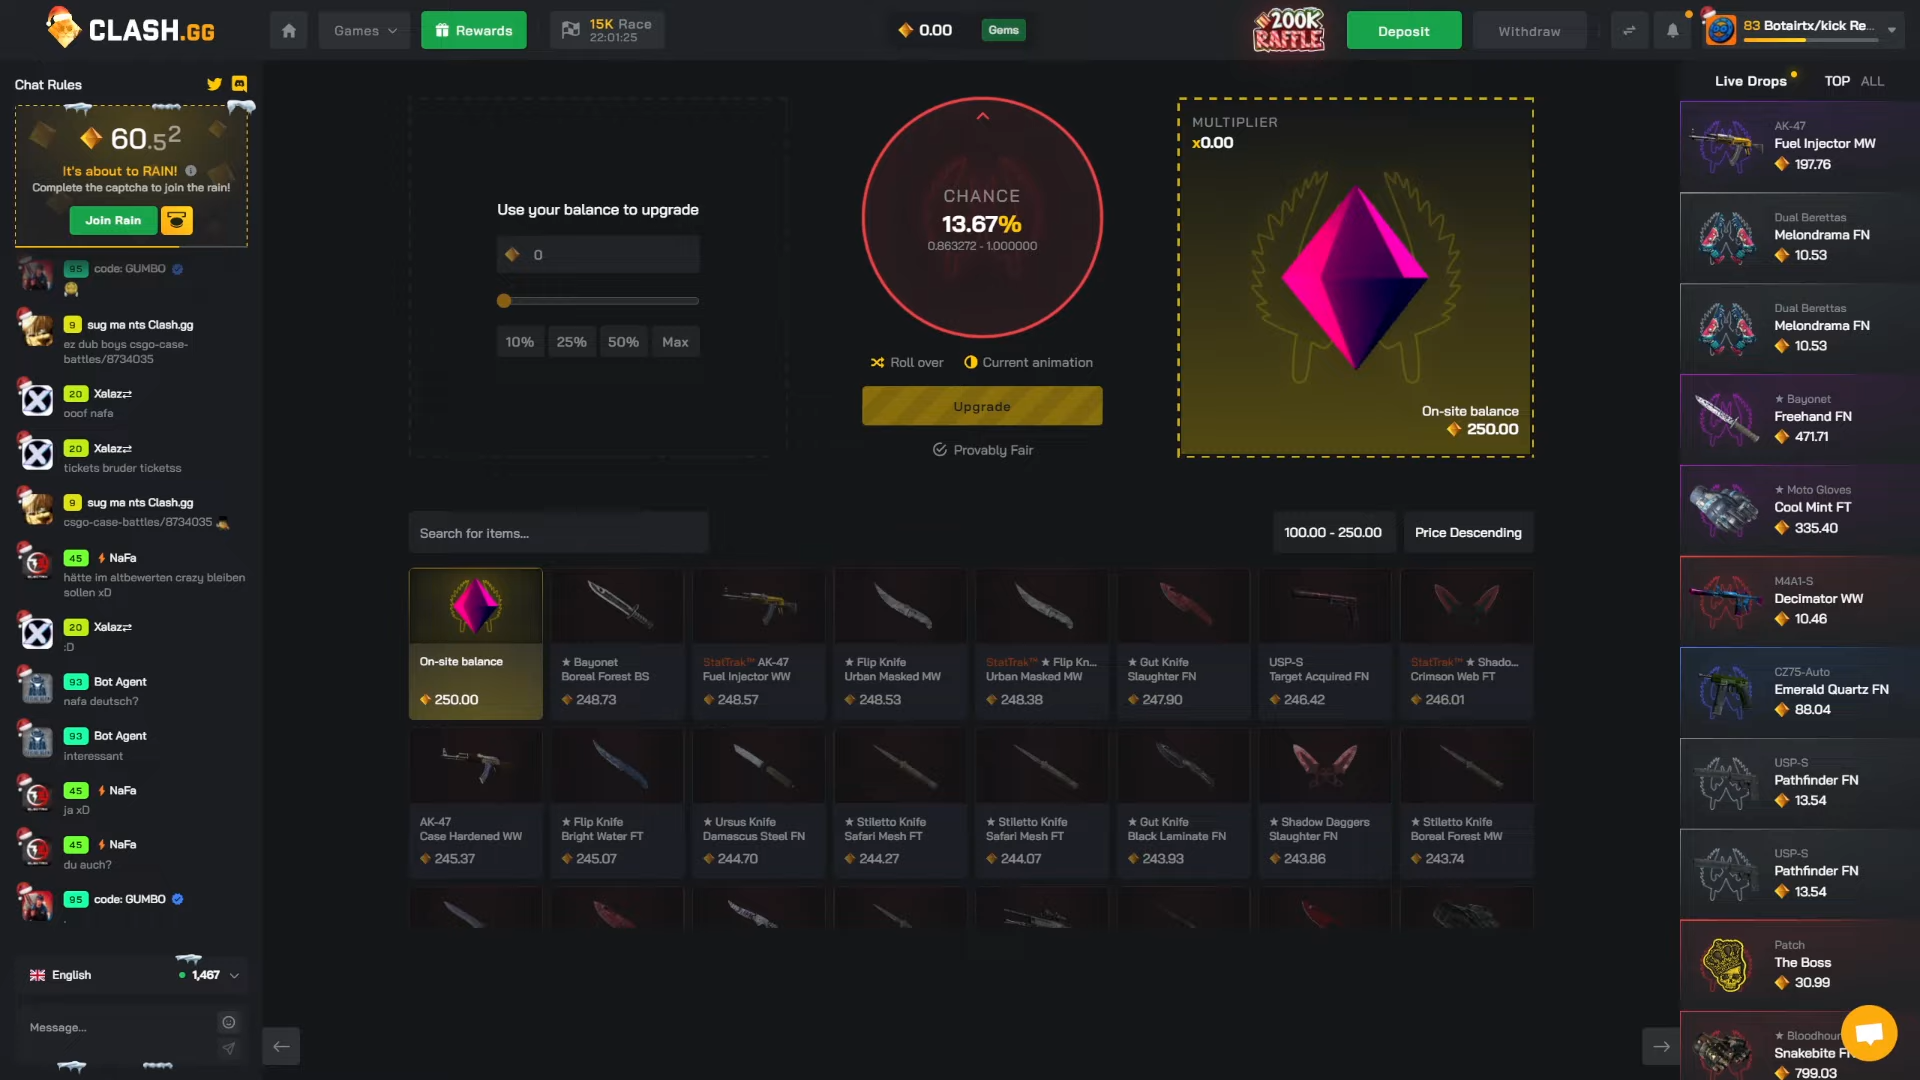 CLASH.GG
Games
Rewards
15K Race
22:01:25
0.00
Gems
200K
RAFFLE
Deposit
Withdraw
83 Botairtx/kick Re...
Chat Rules
60.52
It's about to RAIN!
Complete the captcha to join the rain!
Join Rain
95 code: GUMBO
9 sug ma nts Clash.gg
ez dub boys csgo-case-
battles/8734035
20 Xalaz⇄
ooof nafa
20 Xalaz⇄
tickets bruder ticketss
9 sug ma nts Clash.gg
csgo-case-battles/8734035
45 NaFa
hätte im altbewerten crazy bleiben
sollen xD
20 Xalaz⇄
:D
93 Bot Agent
nafa deutsch?
93 Bot Agent
interessant
45 NaFa
ja xD
45 NaFa
du auch?
95 code: GUMBO
.
English
1,467
Message...
Use your balance to upgrade
0
10%
25%
50%
Max
CHANCE
13.67%
0.863272 - 1.000000
Roll over
Current animation
Upgrade
Provably Fair
MULTIPLIER
x0.00
On-site balance
250.00
Search for items...
100.00 - 250.00
Price Descending
On-site balance
250.00
★ Bayonet
Boreal Forest BS
248.73
StatTrak™ AK-47
Fuel Injector WW
248.57
★ Flip Knife
Urban Masked MW
248.53
StatTrak™ ★ Flip Kn...
Urban Masked MW
248.38
★ Gut Knife
Slaughter FN
247.90
USP-S
Target Acquired FN
246.42
StatTrak™ ★ Shado...
Crimson Web FT
246.01
AK-47
Case Hardened WW
245.37
★ Flip Knife
Bright Water FT
245.07
★ Ursus Knife
Damascus Steel FN
244.70
★ Stiletto Knife
Safari Mesh FT
244.27
★ Stiletto Knife
Safari Mesh FT
244.07
★ Gut Knife
Black Laminate FN
243.93
★ Shadow Daggers
Slaughter FN
243.86
★ Stiletto Knife
Boreal Forest MW
243.74
Live Drops
TOP
ALL
AK-47
Fuel Injector MW
197.76
Dual Berettas
Melondrama FN
10.53
Dual Berettas
Melondrama FN
10.53
★ Bayonet
Freehand FN
471.71
★ Moto Gloves
Cool Mint FT
335.40
M4A1-S
Decimator WW
10.46
CZ75-Auto
Emerald Quartz FN
88.04
USP-S
Pathfinder FN
13.54
USP-S
Pathfinder FN
13.54
Patch
The Boss
30.99
★ Bloodhour
Snakebite F
799.03